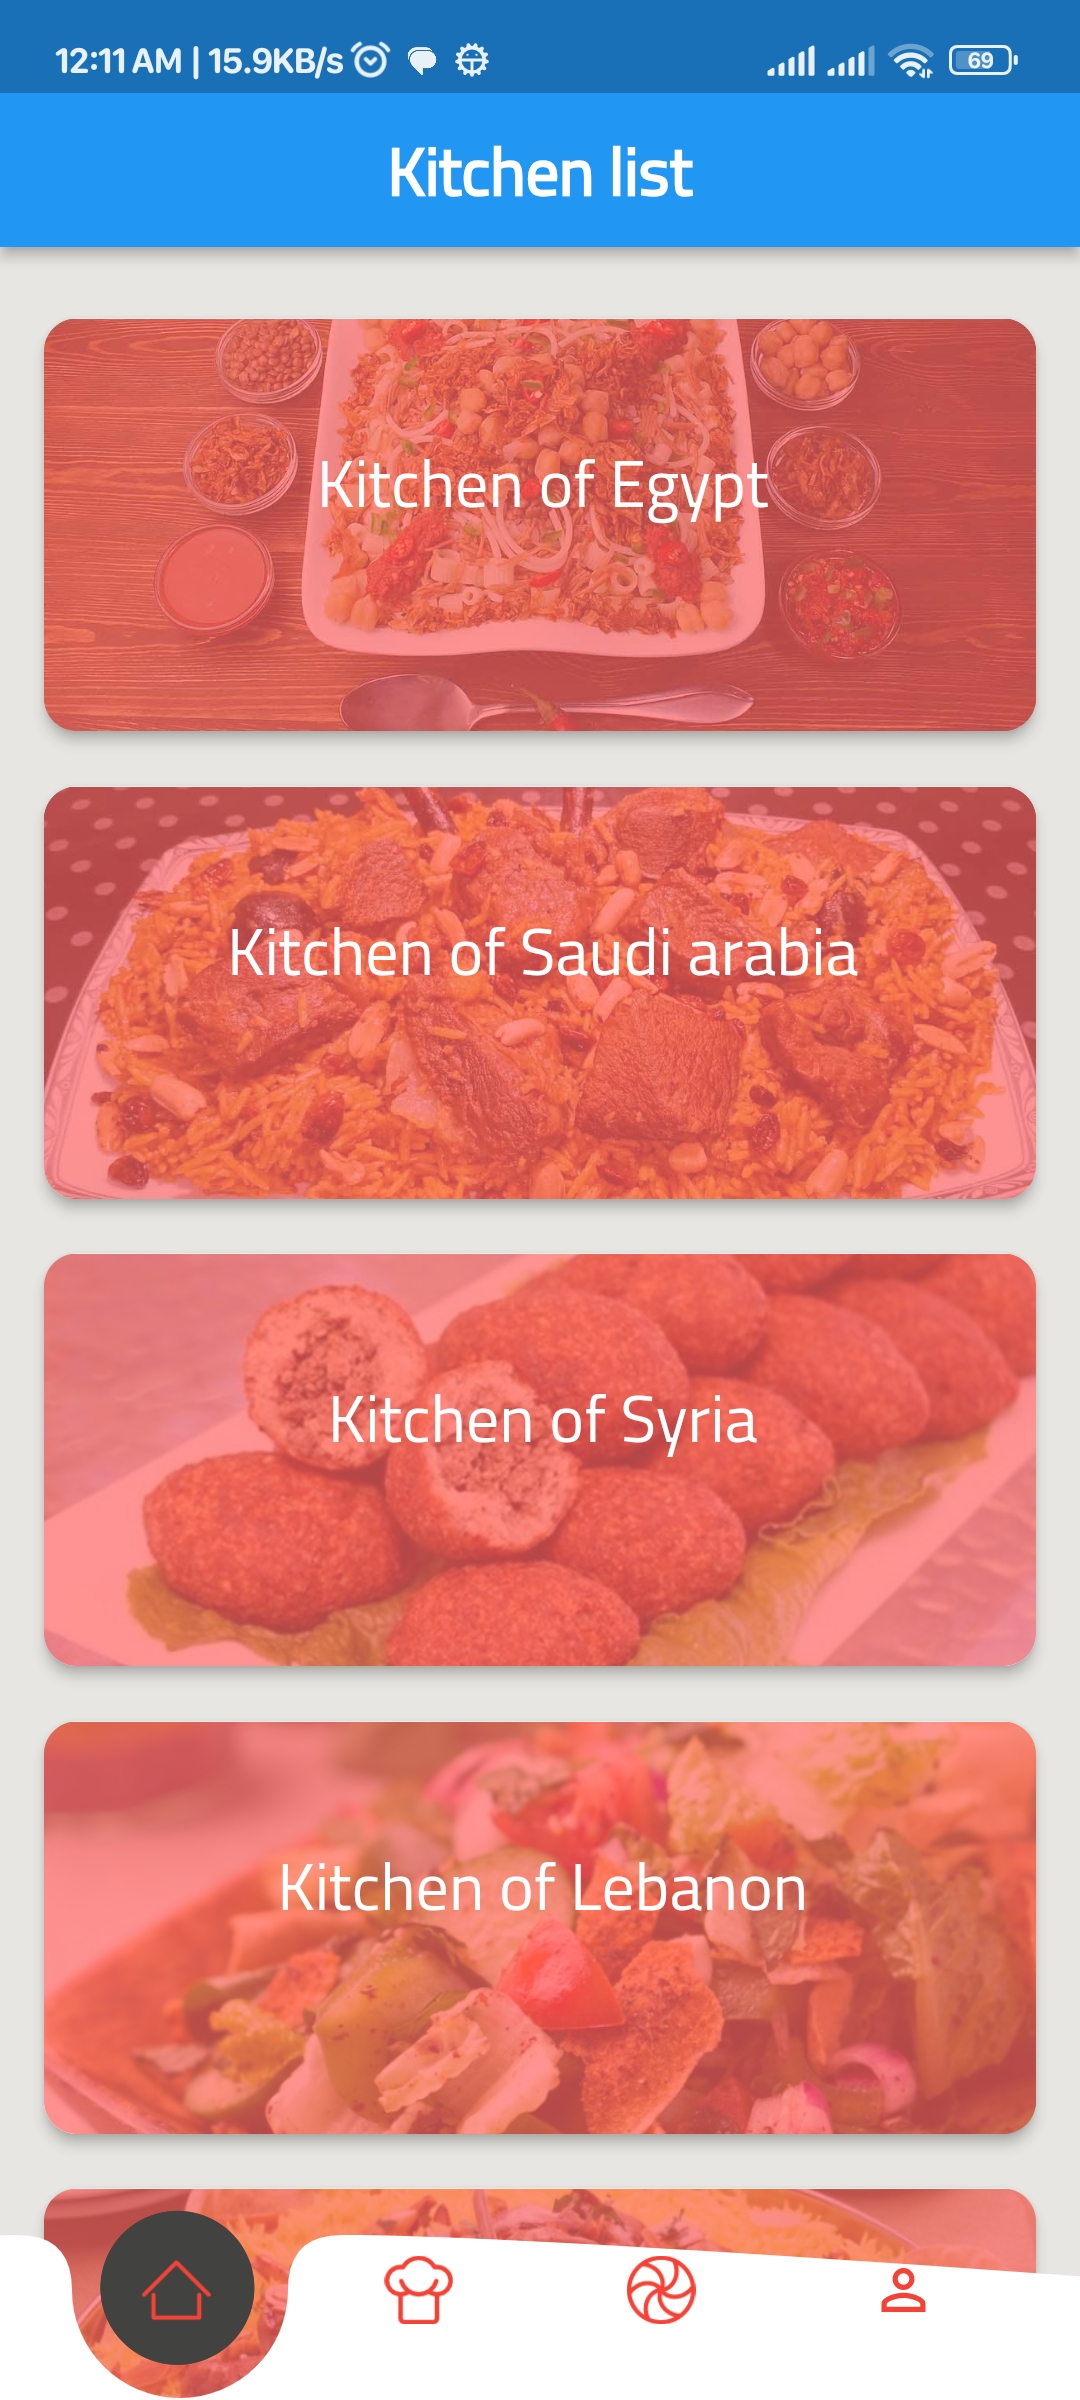 12:11 AM | 15.9KB/s
69
Kitchen list
Kitchen of Egypt
Kitchen of Saudi arabia
Kitchen of Syria
Kitchen of Lebanon